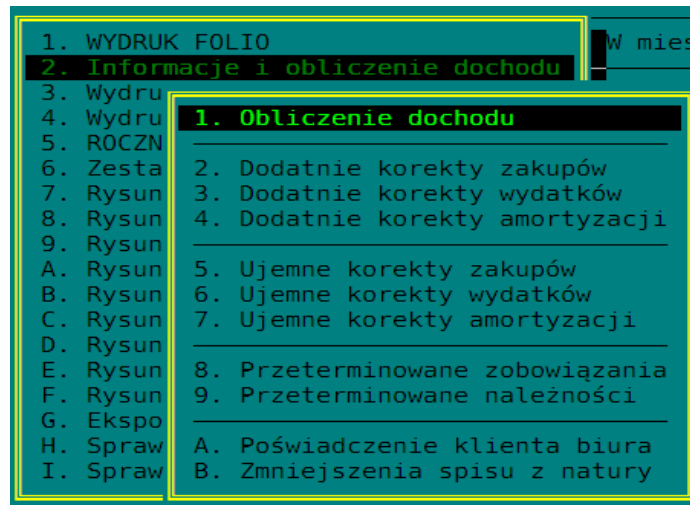 1. WYDRUK FOLIO
W mies
2. Informacje i obliczenie dochodu
3. Wydru
4. Wydru
5. ROCZN
6. Zesta
7. Rysun
8. Rysun
9. Rysun
A. Rysun
B. Rysun
C. Rysun
D. Rysun
E. Rysun
F. Rysun
G. Ekspo
H. Spraw
I. Spraw
1. Obliczenie dochodu
2. Dodatnie korekty zakupów
3. Dodatnie korekty wydatków
4. Dodatnie korekty amortyzacji
5. Ujemne korekty zakupów
6. Ujemne korekty wydatków
7. Ujemne korekty amortyzacji
8. Przeterminowane zobowiązania
9. Przeterminowane należności
A. Poświadczenie klienta biura
B. Zmniejszenia spisu z natury